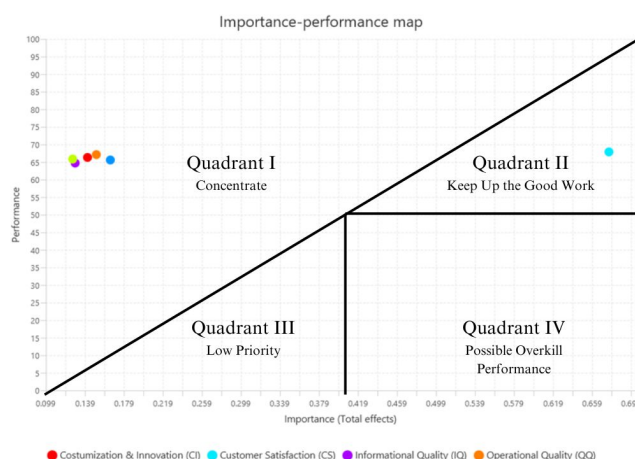 Importance-performance map
100
95
90
85
80
75
70
65
60
55
50
45
40
35
30
25
20
15
10
5
0
Performance
Quadrant I
Concentrate
Quadrant II
Keep Up the Good Work
Quadrant III
Low Priority
Quadrant IV
Possible Overkill
Performance
0.099 0.139 0.179 0.219 0.259 0.299 0.339 0.379 0.419 0.459 0.499 0.539 0.579 0.619 0.659
Importance (Total effects)
Costumization & Innovation (CI) Customer Satisfaction (CS) Informational Quality (IQ) Operational Quality (QQ)